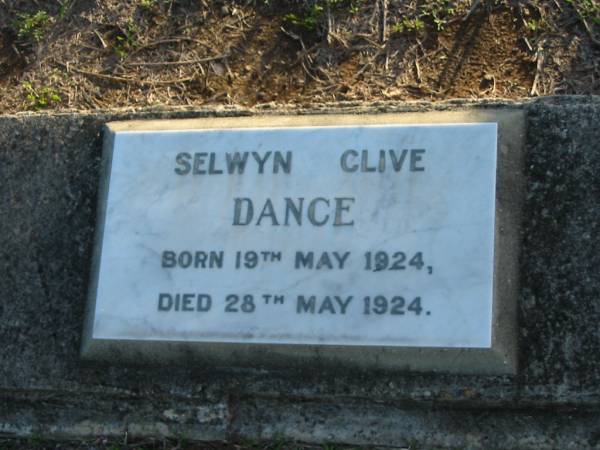 SELWYN CLIVE
DANCE
BORN 19TH MAY 1924,
DIED 28TH MAY 1924.